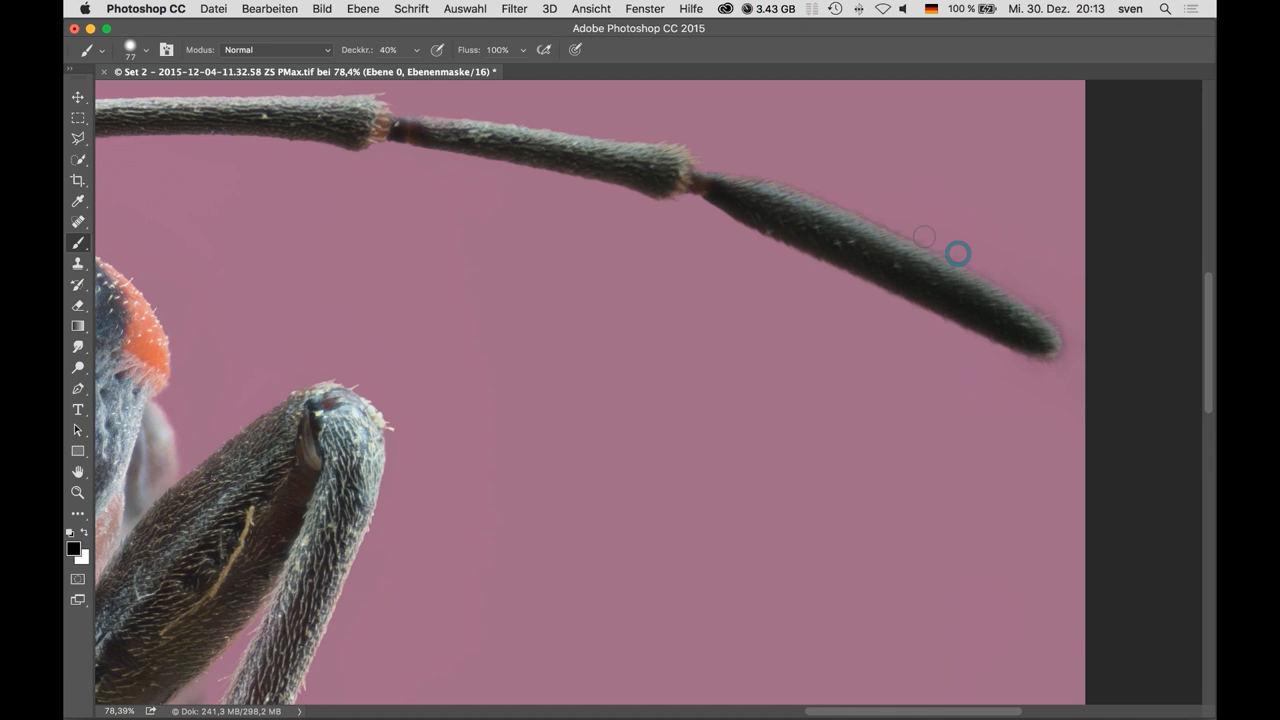 Photoshop CC Datei Bearbeiten Bild Ebene Schrift Auswahl Filter 3D Ansicht Fenster Hilfe 3.43 GB 100 % Mi. 30. Dez. 20:13 sven
Adobe Photoshop CC 2015
77 Modus: Normal Deckkr.: 40% Fluss: 100%
© Set 2 – 2015-12-04-11.32.58 ZS PMax.tif bei 78,4% (Ebene 0, Ebenenmaske/16) *
78,39% © Dok: 241,3 MB/298,2 MB